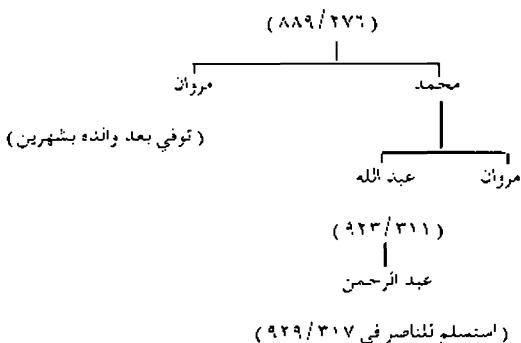 (٨٨٩/٢٧٦)
محمد مروان
(توفي بعد والده بشهرين)
مروان عبد الله
(٩٢٣/٣١١)
عبد الرحمن
(استسلم للناصر في ٩٢٩/٣١٧)